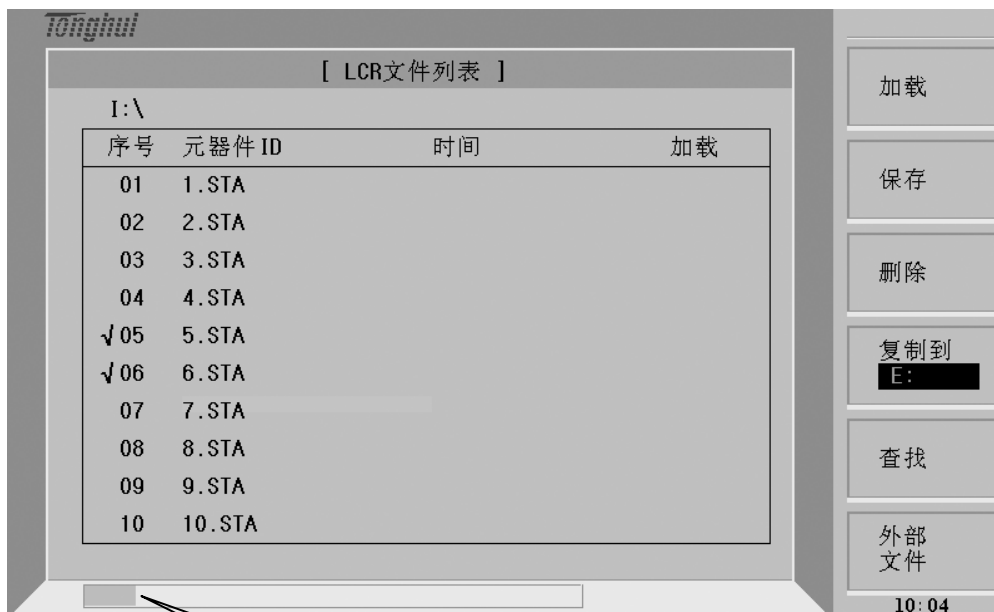 Tonghui
[ LCR文件列表 ]
I:\
序号 元器件ID 时间 加载
01 1.STA
02 2.STA
03 3.STA
04 4.STA
√05 5.STA
√06 6.STA
07 7.STA
08 8.STA
09 9.STA
10 10.STA
加载
保存
删除
复制到
E:
查找
外部
文件
10:04